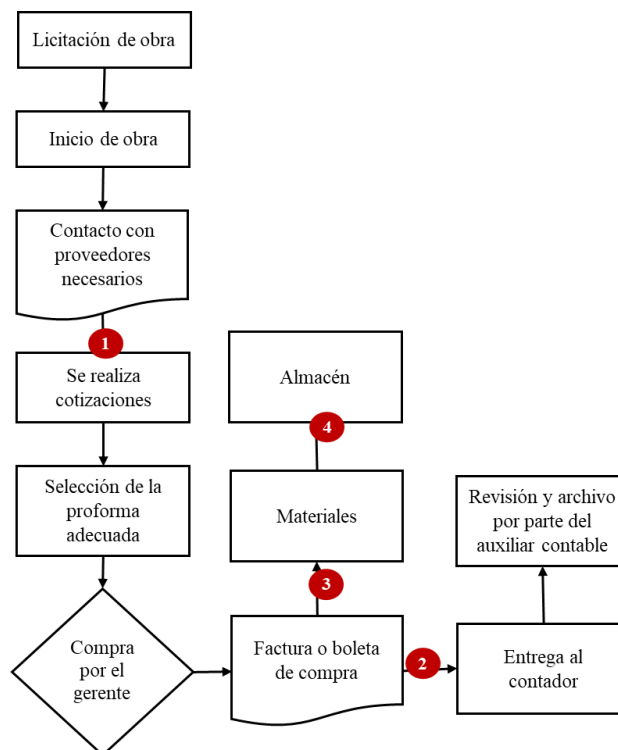 Licitación de obra
Inicio de obra
Contacto con
proveedores
necesarios
1
Se realiza
cotizaciones
Selección de la
proforma
adecuada
Compra
por el
gerente
Almacén
4
Materiales
3
Factura o boleta
de compra
2
Entrega al
contador
Revisión y archivo
por parte del
auxiliar contable